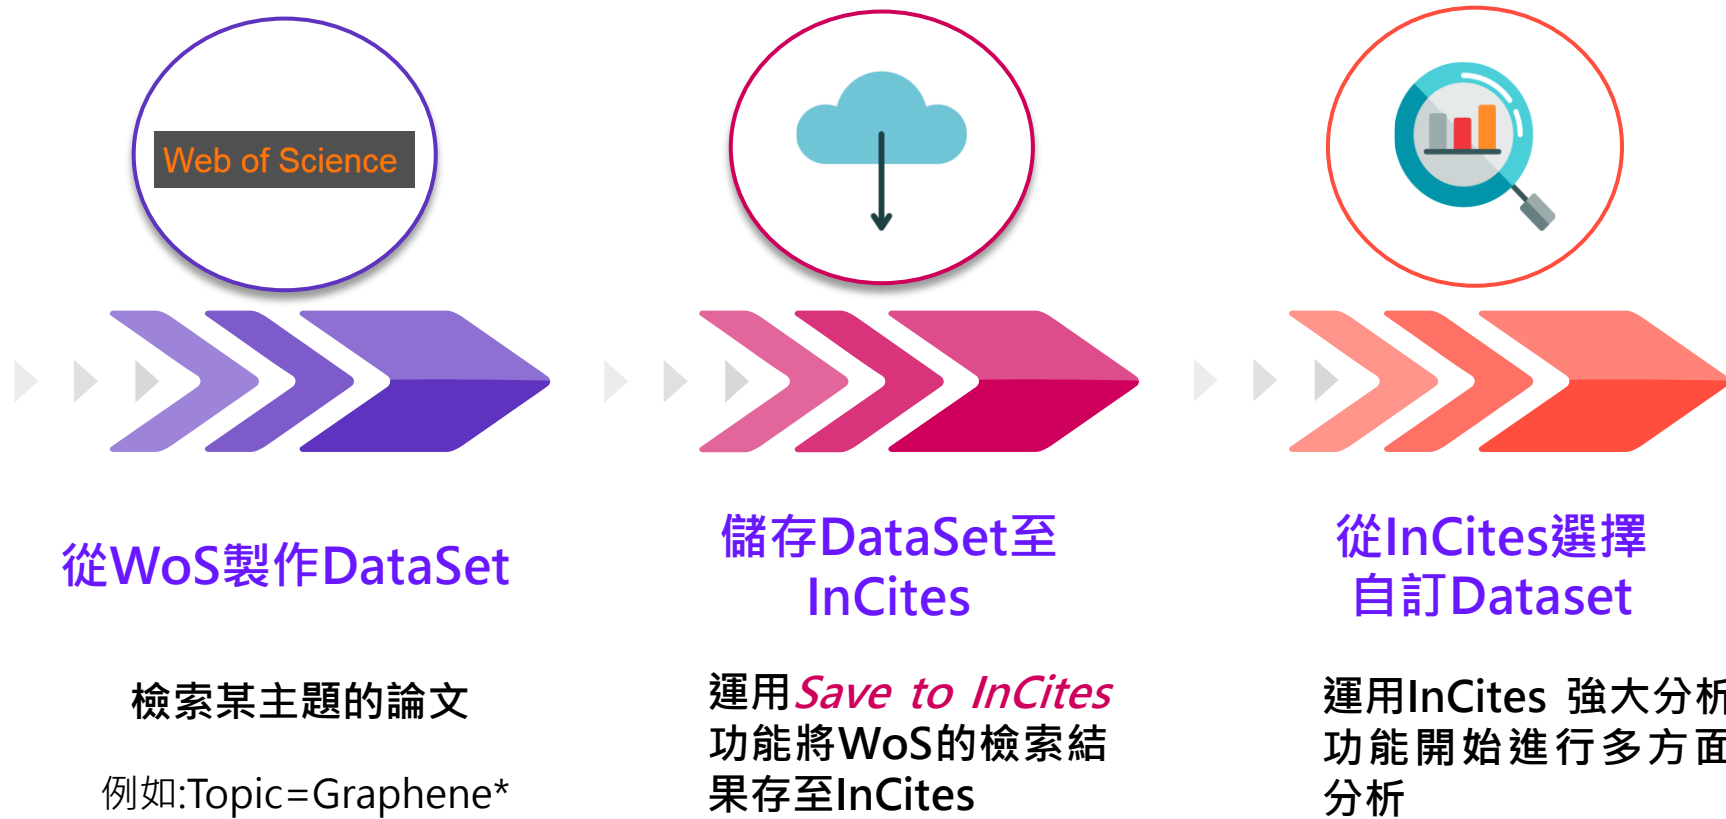 Web of Science
從WoS製作DataSet
檢索某主題的論文
例如:Topic=Graphene*
儲存DataSet至
InCites
運用Save to InCites
功能將WoS的檢索結
果存至InCites
從InCites選擇
自訂Dataset
運用InCites 強大分析
功能開始進行多方面
分析